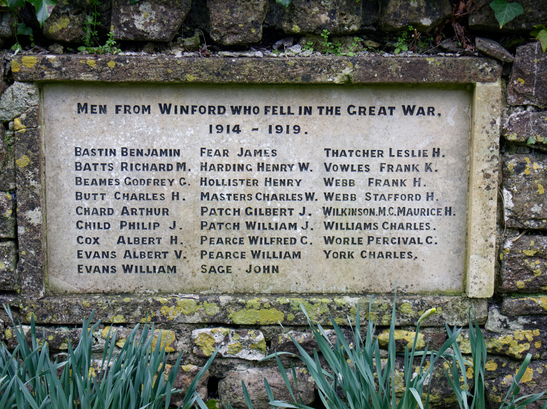 Men from Winford who fell in the Great War,
1914 - 1919.
Bastin Benjamin
Batts Richard M.
Beames Godfrey G.
Butt Charles H.
Chard Arthur
Child Philip J.
Cox Albert H.
Evans Albert V.
Evans William
Fear James
Harding Henry W.
Hollister Henry
Masters Charles W.
Patch Gilbert J.
Patch William J.
Pearce Wilfred G.
Pearce William
Sage John
Thatcher Leslie H.
Vowles Frank K.
Webb Frank H.
Webb Stafford H.
Wilkinson.M.C. Maurice H.
Williams Charles.
Worle Percival C.
York Charles.